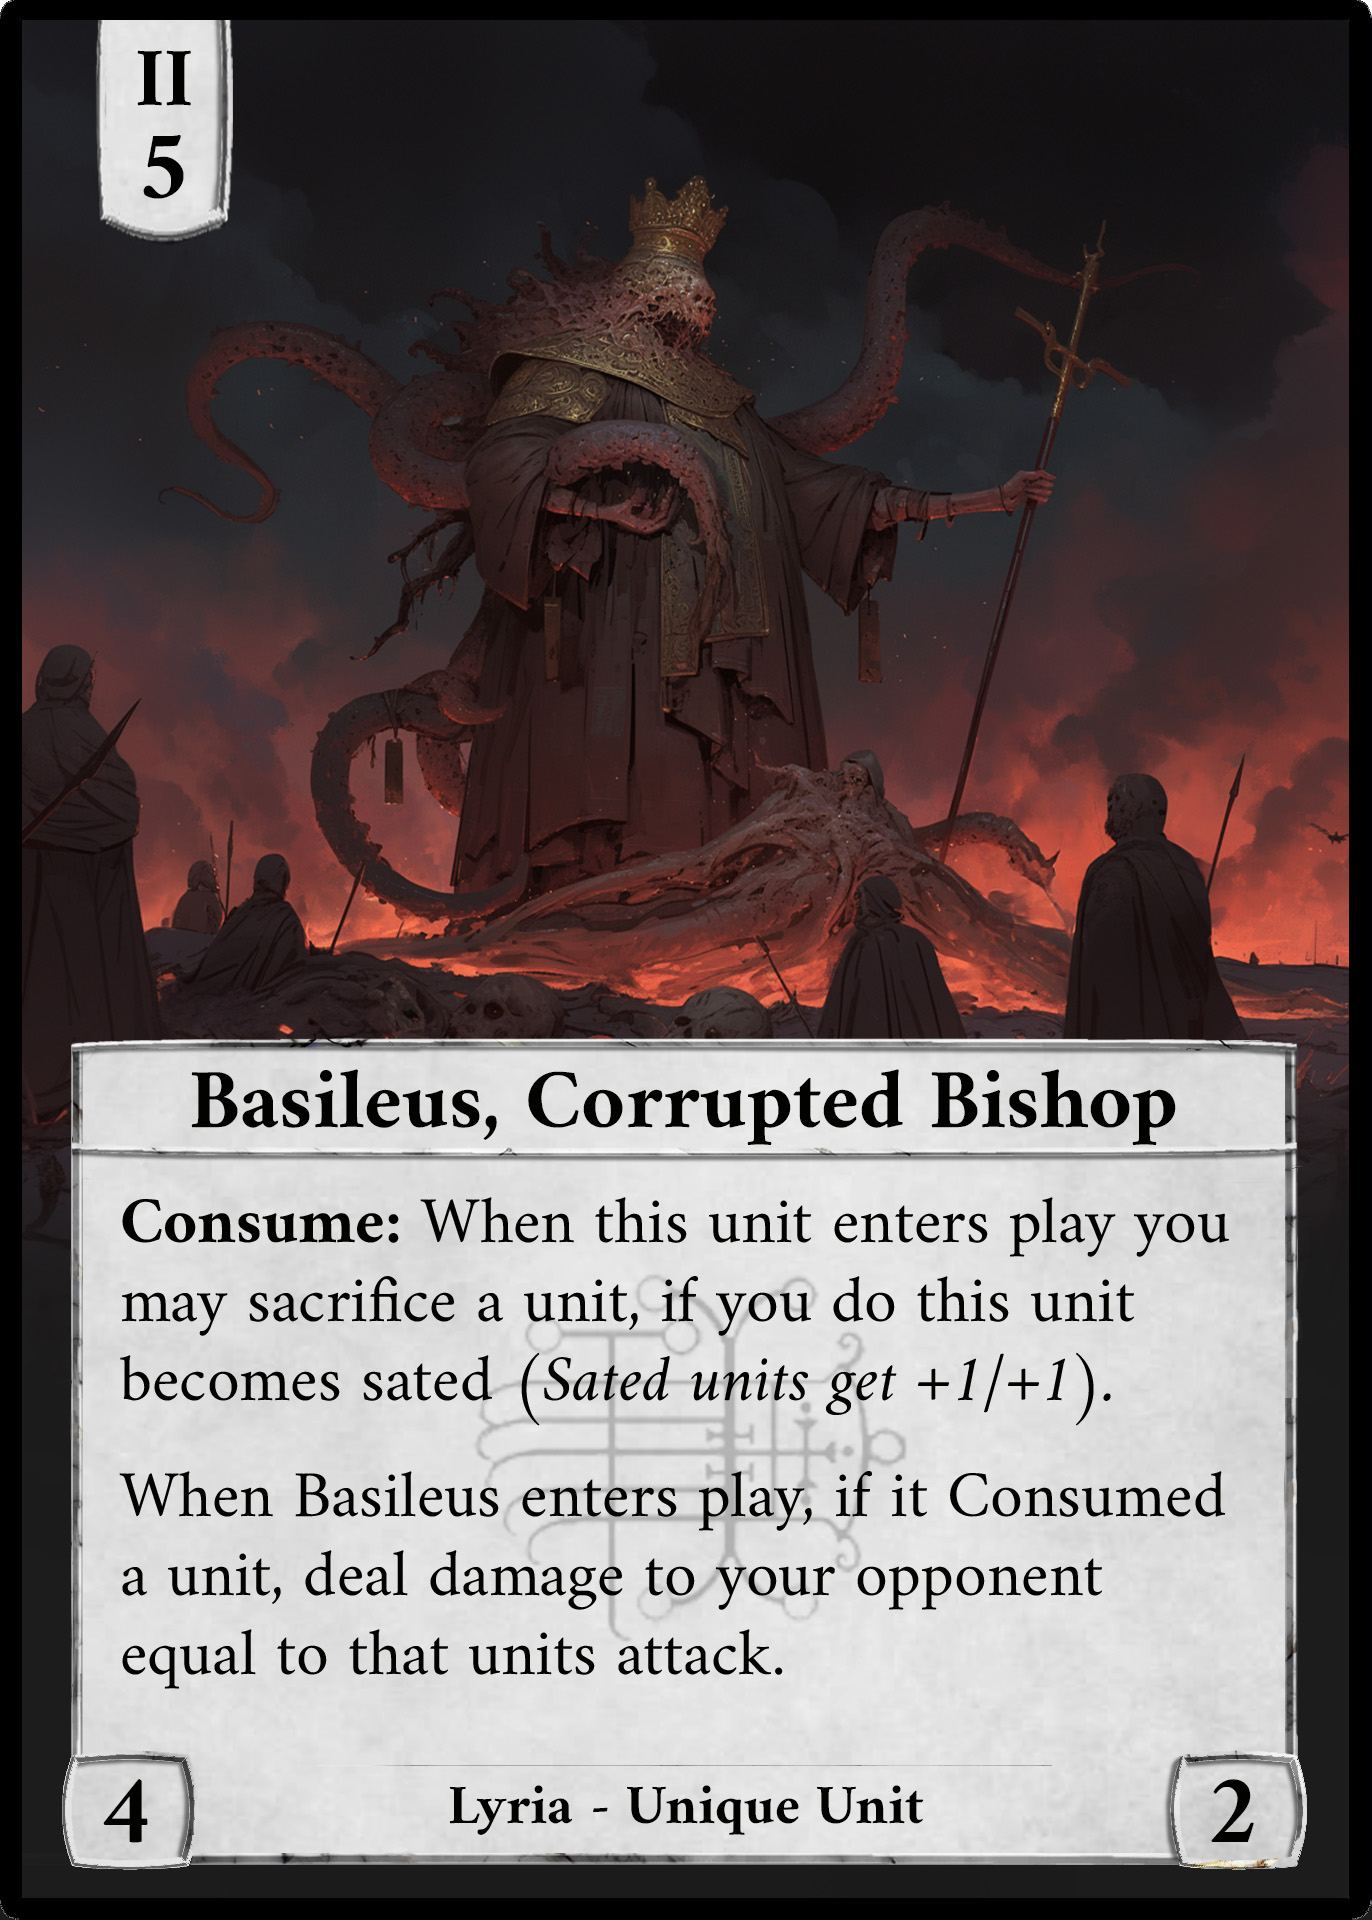 II
5
Basileus, Corrupted Bishop
Consume: When this unit enters play you
may sacrifice a unit, if you do this unit
becomes sated (Sated units get +1/+1).
When Basileus enters play, if it Consumed
a unit, deal damage to your opponent
equal to that units attack.
4
Lyria - Unique Unit
2